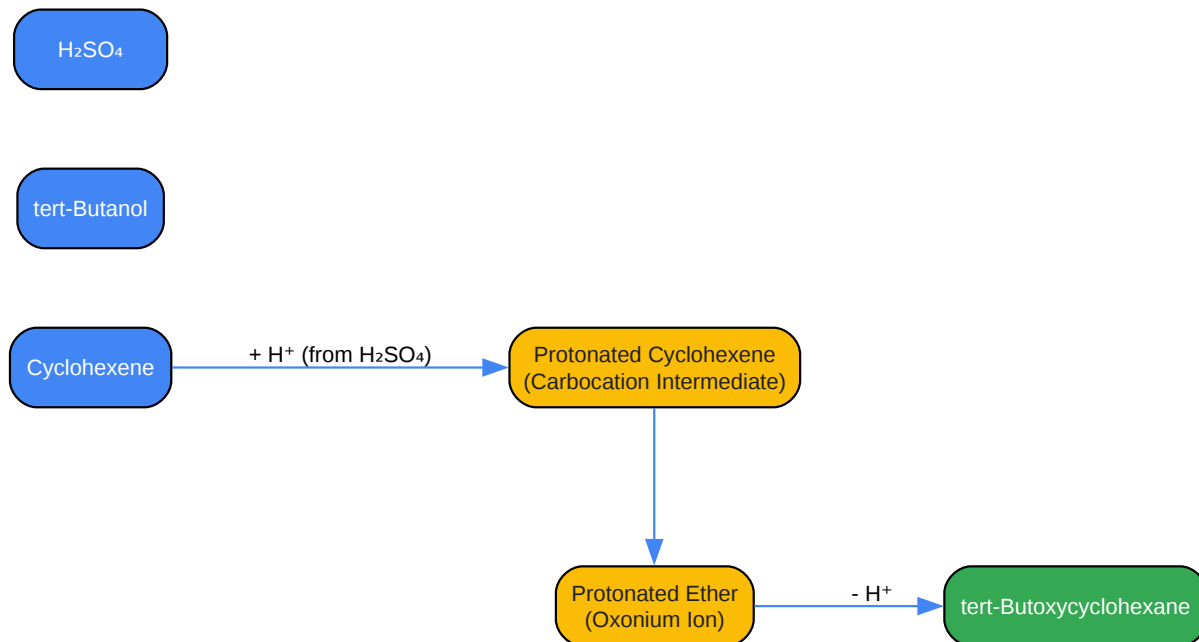 H₂SO₄
tert-Butanol
Cyclohexene
+ H⁺ (from H₂SO₄)
Protonated Cyclohexene
(Carbocation Intermediate)
Protonated Ether
(Oxonium Ion)
- H⁺
tert-Butoxycyclohexane